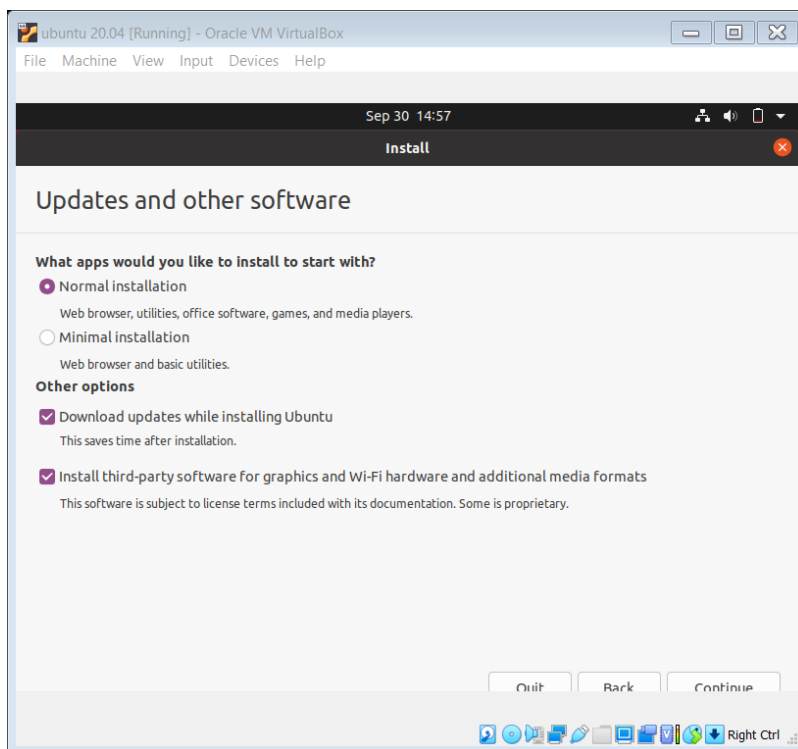 ubuntu 20.04 [Running] - Oracle VM VirtualBox
File Machine View Input Devices Help
Sep 30 14:57
Install
Updates and other software
What apps would you like to install to start with?
Normal installation
Web browser, utilities, office software, games, and media players.
Minimal installation
Web browser and basic utilities.
Other options
Download updates while installing Ubuntu
This saves time after installation.
Install third-party software for graphics and Wi-Fi hardware and additional media formats
This software is subject to license terms included with its documentation. Some is proprietary.
Quit Back Continue
Right Ctrl